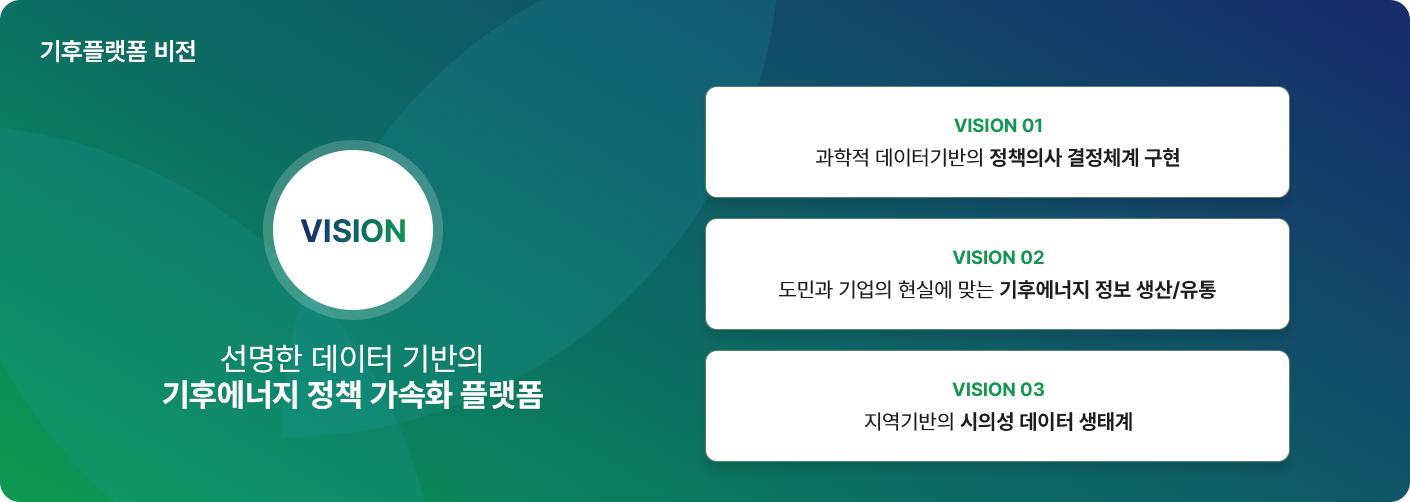 기후플랫폼 비전
VISION
선명한 데이터 기반의
기후에너지 정책 가속화 플랫폼
VISION 01
과학적 데이터기반의 정책의사 결정체계 구현
VISION 02
도민과 기업의 현실에 맞는 기후에너지 정보 생산/유통
VISION 03
지역기반의 시의성 데이터 생태계